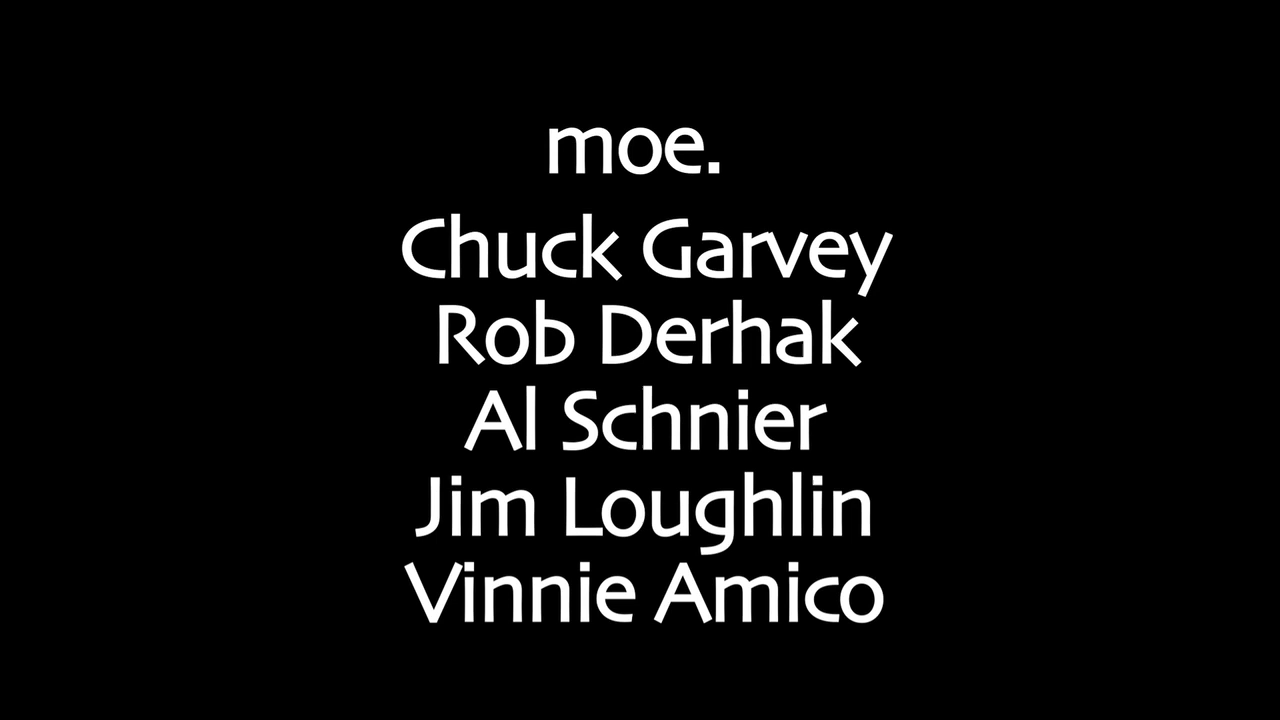 moe.
Chuck Garvey
Rob Derhak
Al Schnier
Jim Loughlin
Vinnie Amico